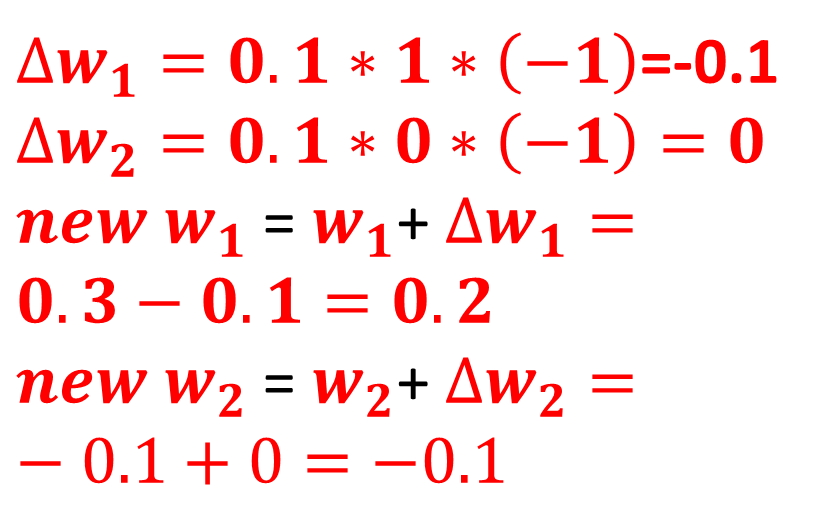 Δw₁ = 0.1 * 1 * (−1)=-0.1
Δw₂ = 0.1 * 0 * (−1) = 0
new w₁ = w₁+ Δw₁ =
0.3 − 0.1 = 0.2
new w₂ = w₂+ Δw₂ =
− 0.1 + 0 = −0.1